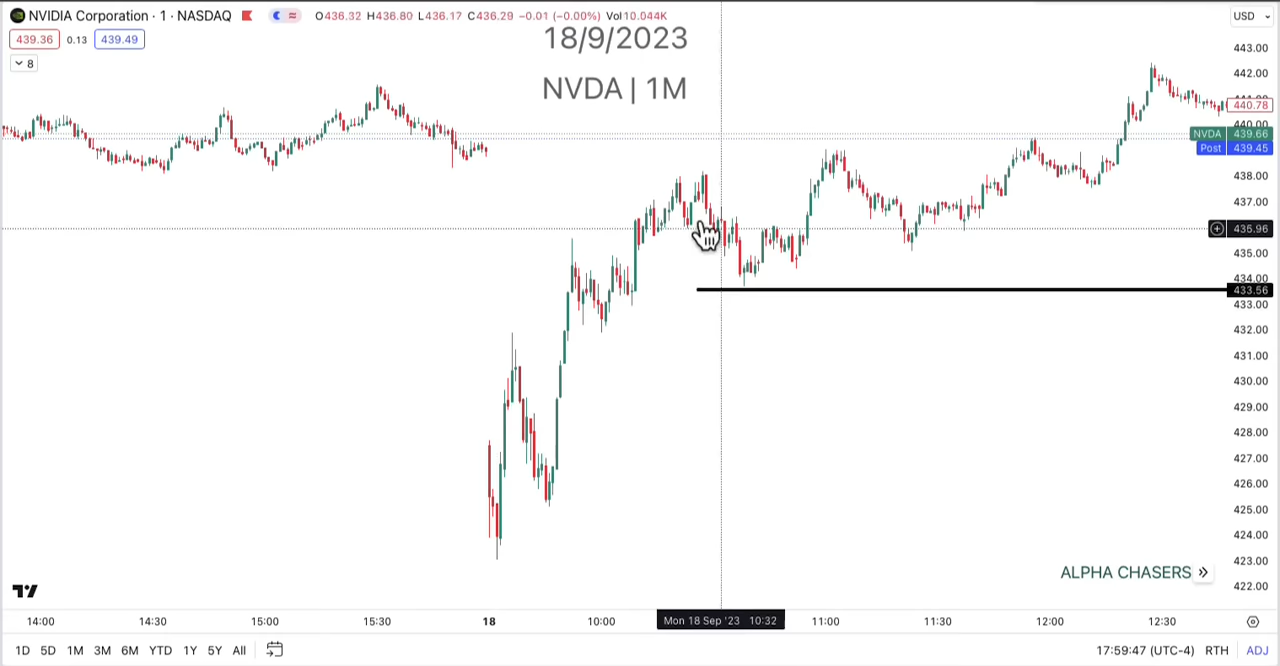 NVIDIA Corporation · 1 · NASDAQ O436.32 H436.80 L436.17 C436.29 −0.01 (−0.00%) Vol10.044K
USD
439.36 0.13 439.49
8
18/9/2023
NVDA | 1M
443.00
442.00
441.00
440.78
440.00
NVDA 439.66
Post 439.45
438.00
437.00
435.96
435.00
434.00
433.56
433.00
432.00
431.00
430.00
429.00
428.00
427.00
426.00
425.00
424.00
423.00
422.00
ALPHA CHASERS
14:00 14:30 15:00 15:30 18 10:00 Mon 18 Sep '23 10:32 11:00 11:30 12:00 12:30
1D 5D 1M 3M 6M YTD 1Y 5Y All 17:59:47 (UTC-4) RTH ADJ